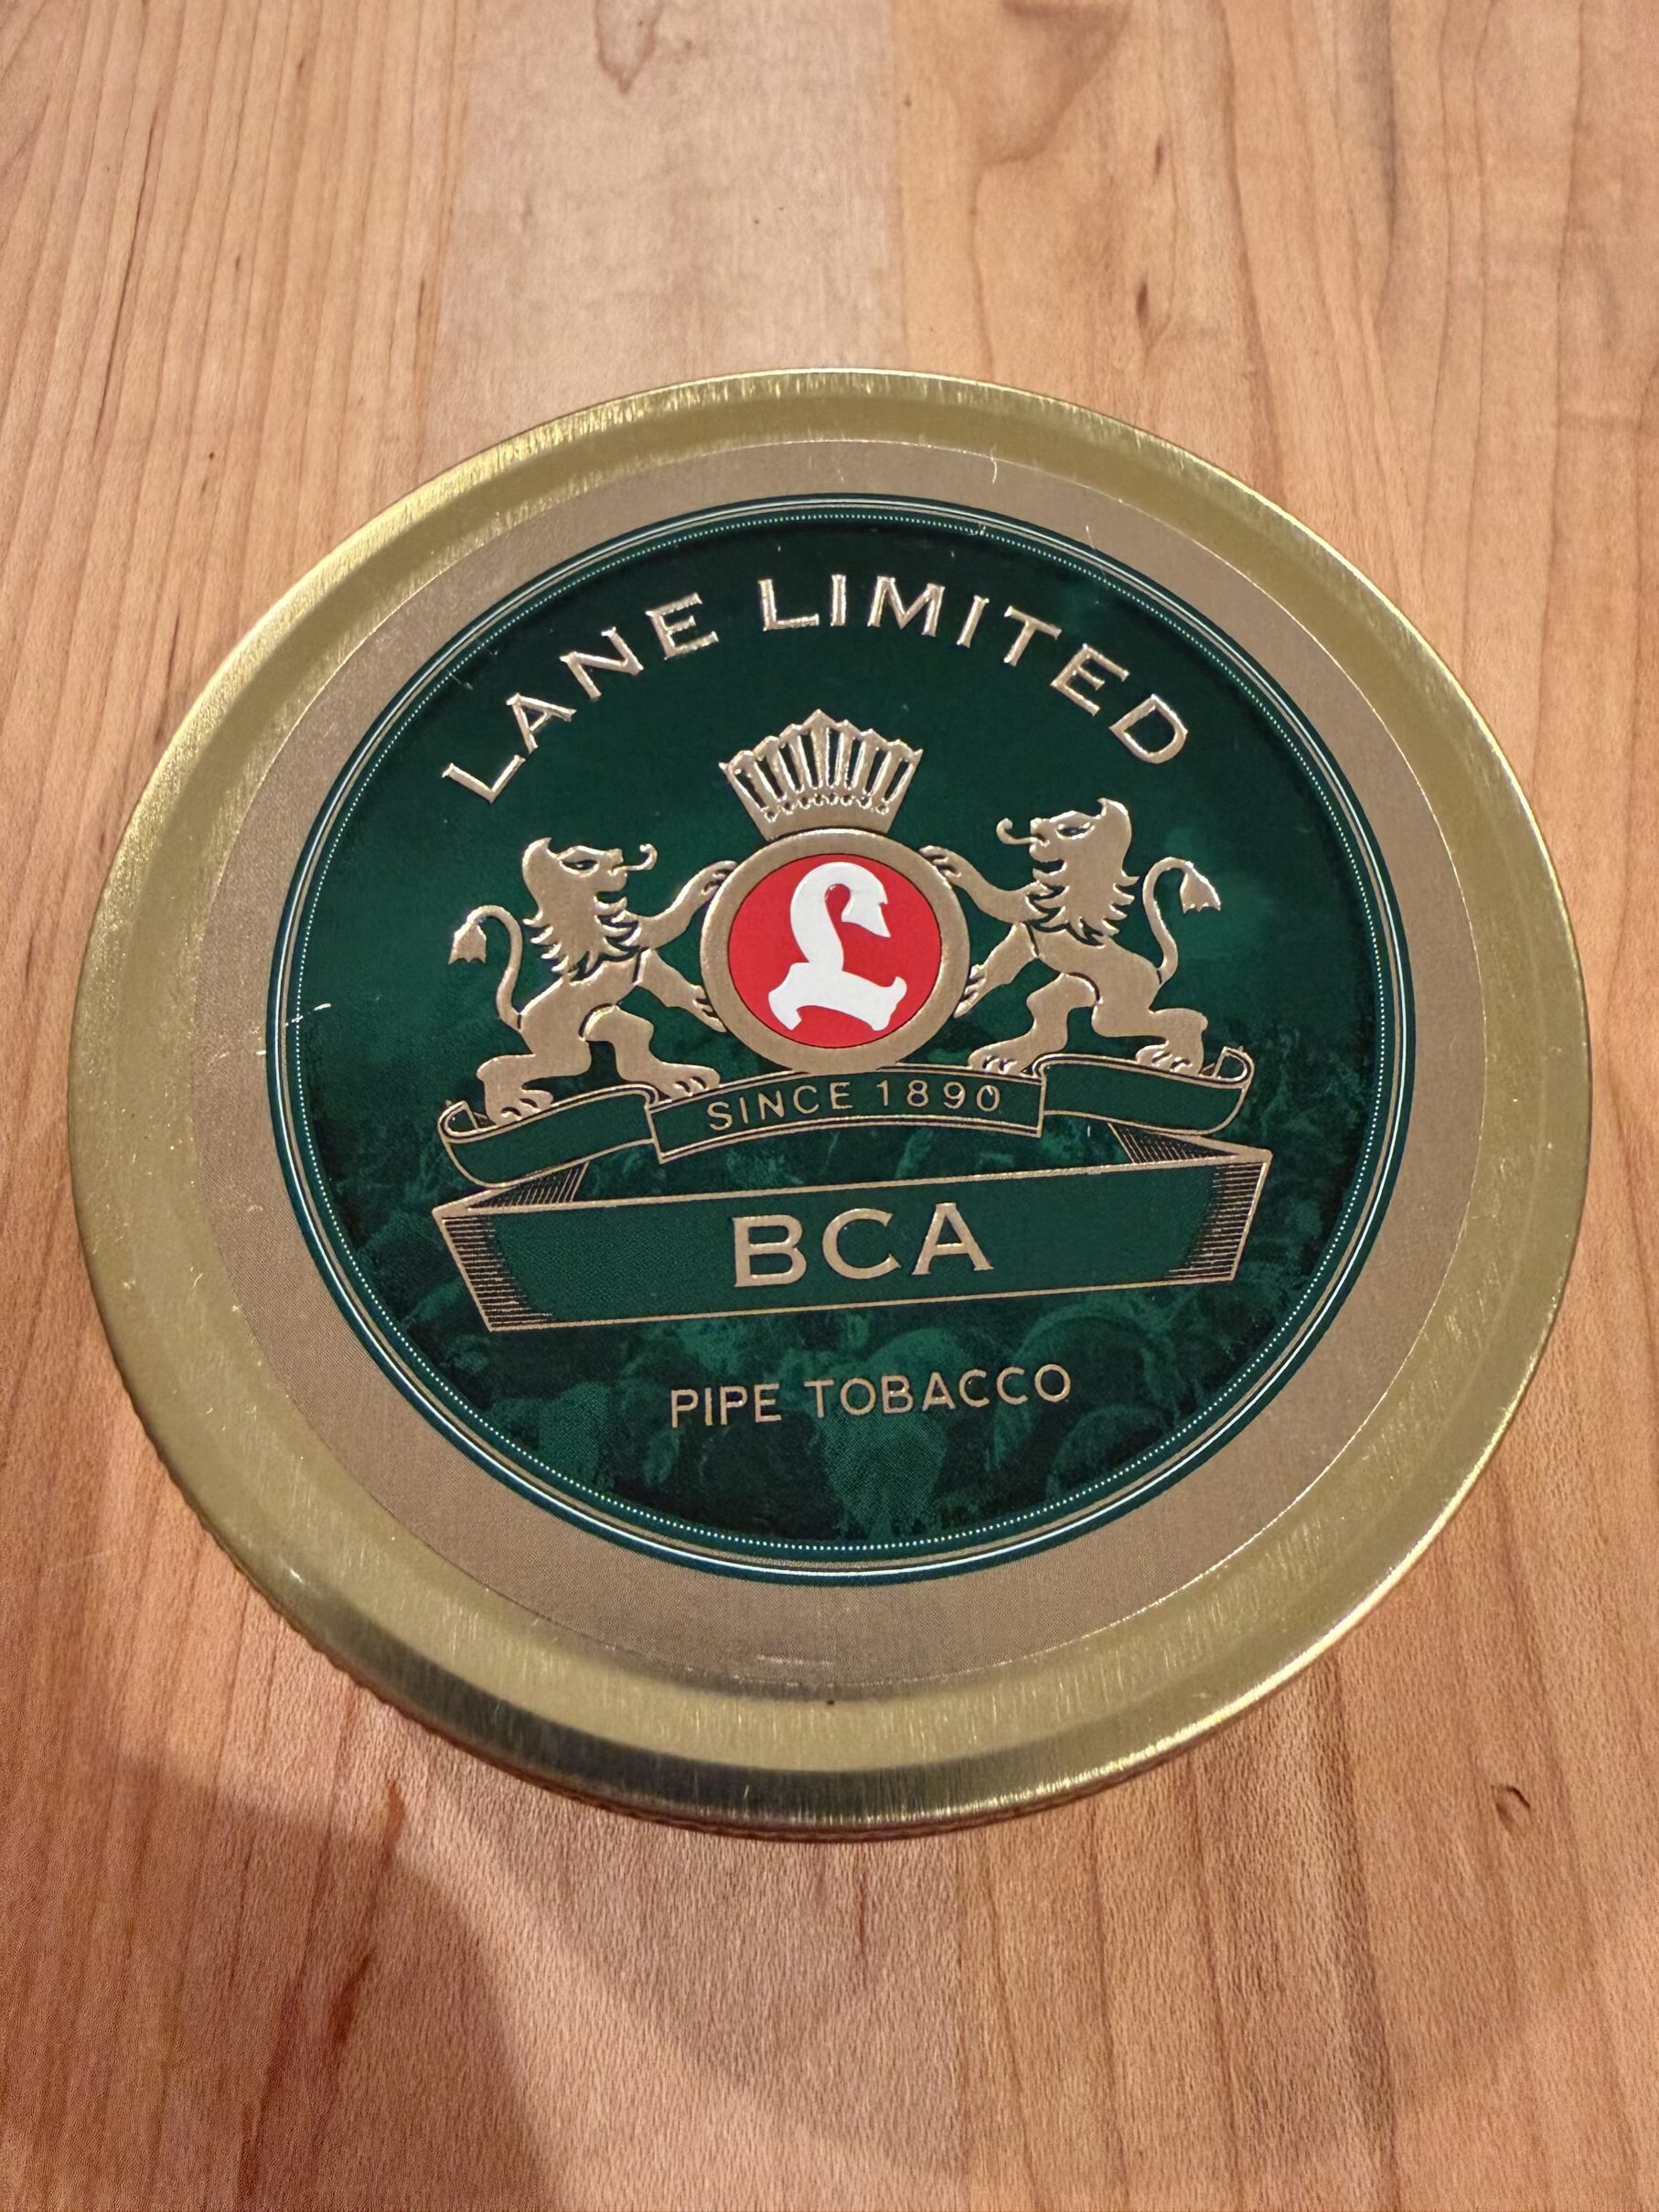 LANE LIMITED
L
SINCE 1890
BCA
PIPE TOBACCO